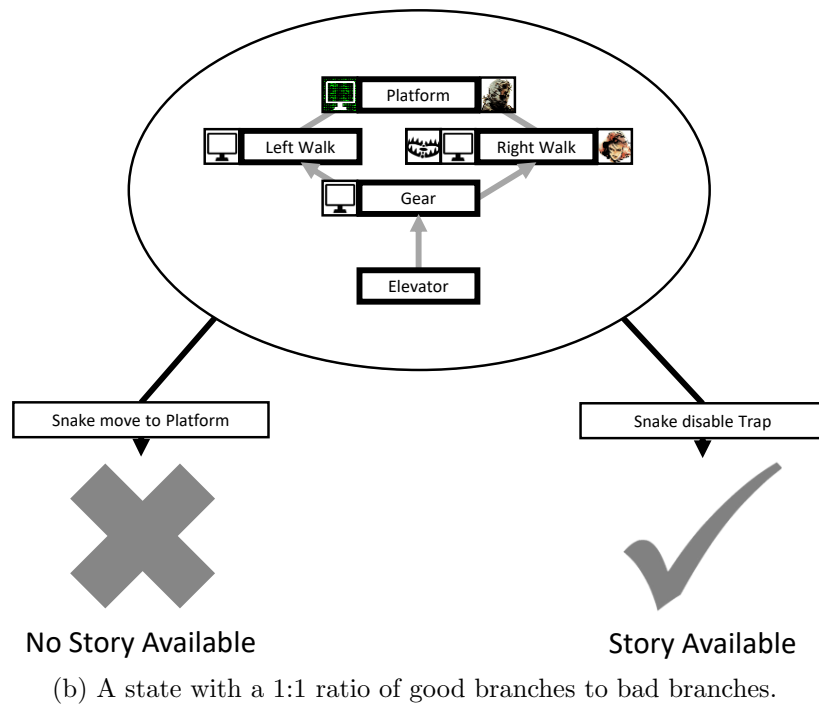 Platform
Left Walk
Right Walk
Gear
Elevator
Snake move to Platform
Snake disable Trap
No Story Available
Story Available
(b) A state with a 1:1 ratio of good branches to bad branches.